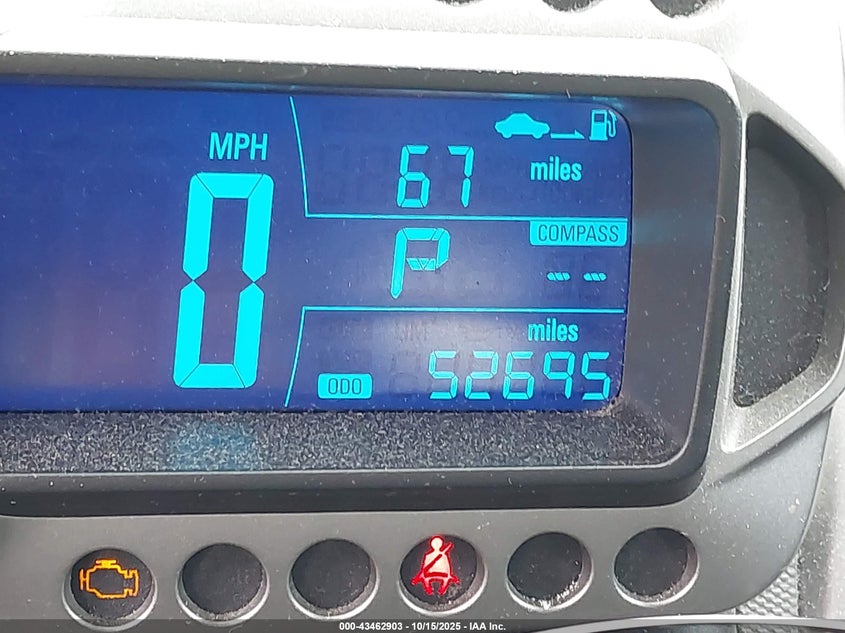 MPH
0
67 miles
COMPASS
P -- --
miles
ODO 52695
000-43462903 - 10/15/2025 - IAA Inc.